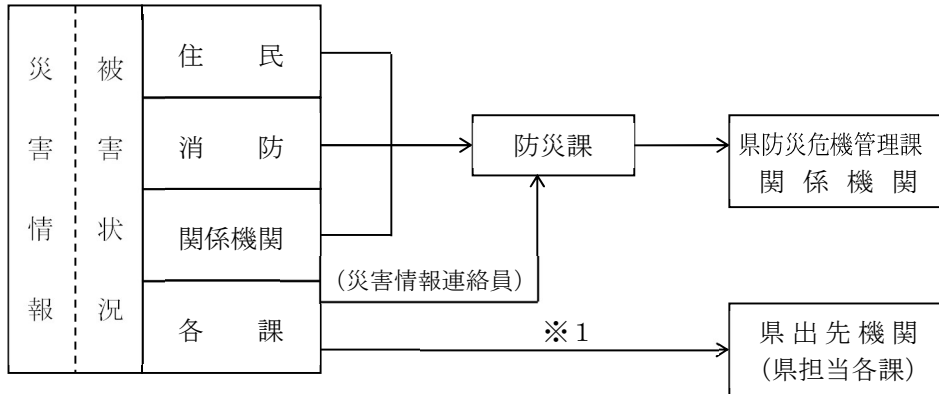 災害情報
被害状況
住民
消防
関係機関
各課
(災害情報連絡員)
防災課
県防災危機管理課
関係機関
※1
県出先機関
(県担当各課)